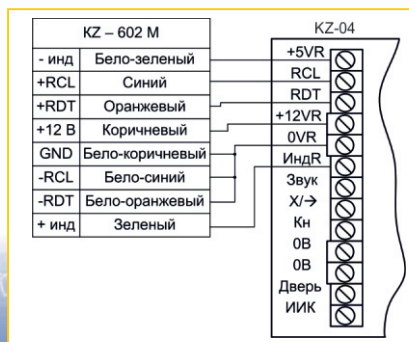 KZ – 602 М
- инд Бело-зеленый
+RCL Синий
+RDT Оранжевый
+12 В Коричневый
GND Бело-коричневый
-RCL Бело-синий
-RDT Бело-оранжевый
+ инд Зеленый
KZ-04
+5VR
RCL
RDT
+12VR
0VR
ИндR
Звук
X/→
Кн
0В
0В
Дверь
ИИК